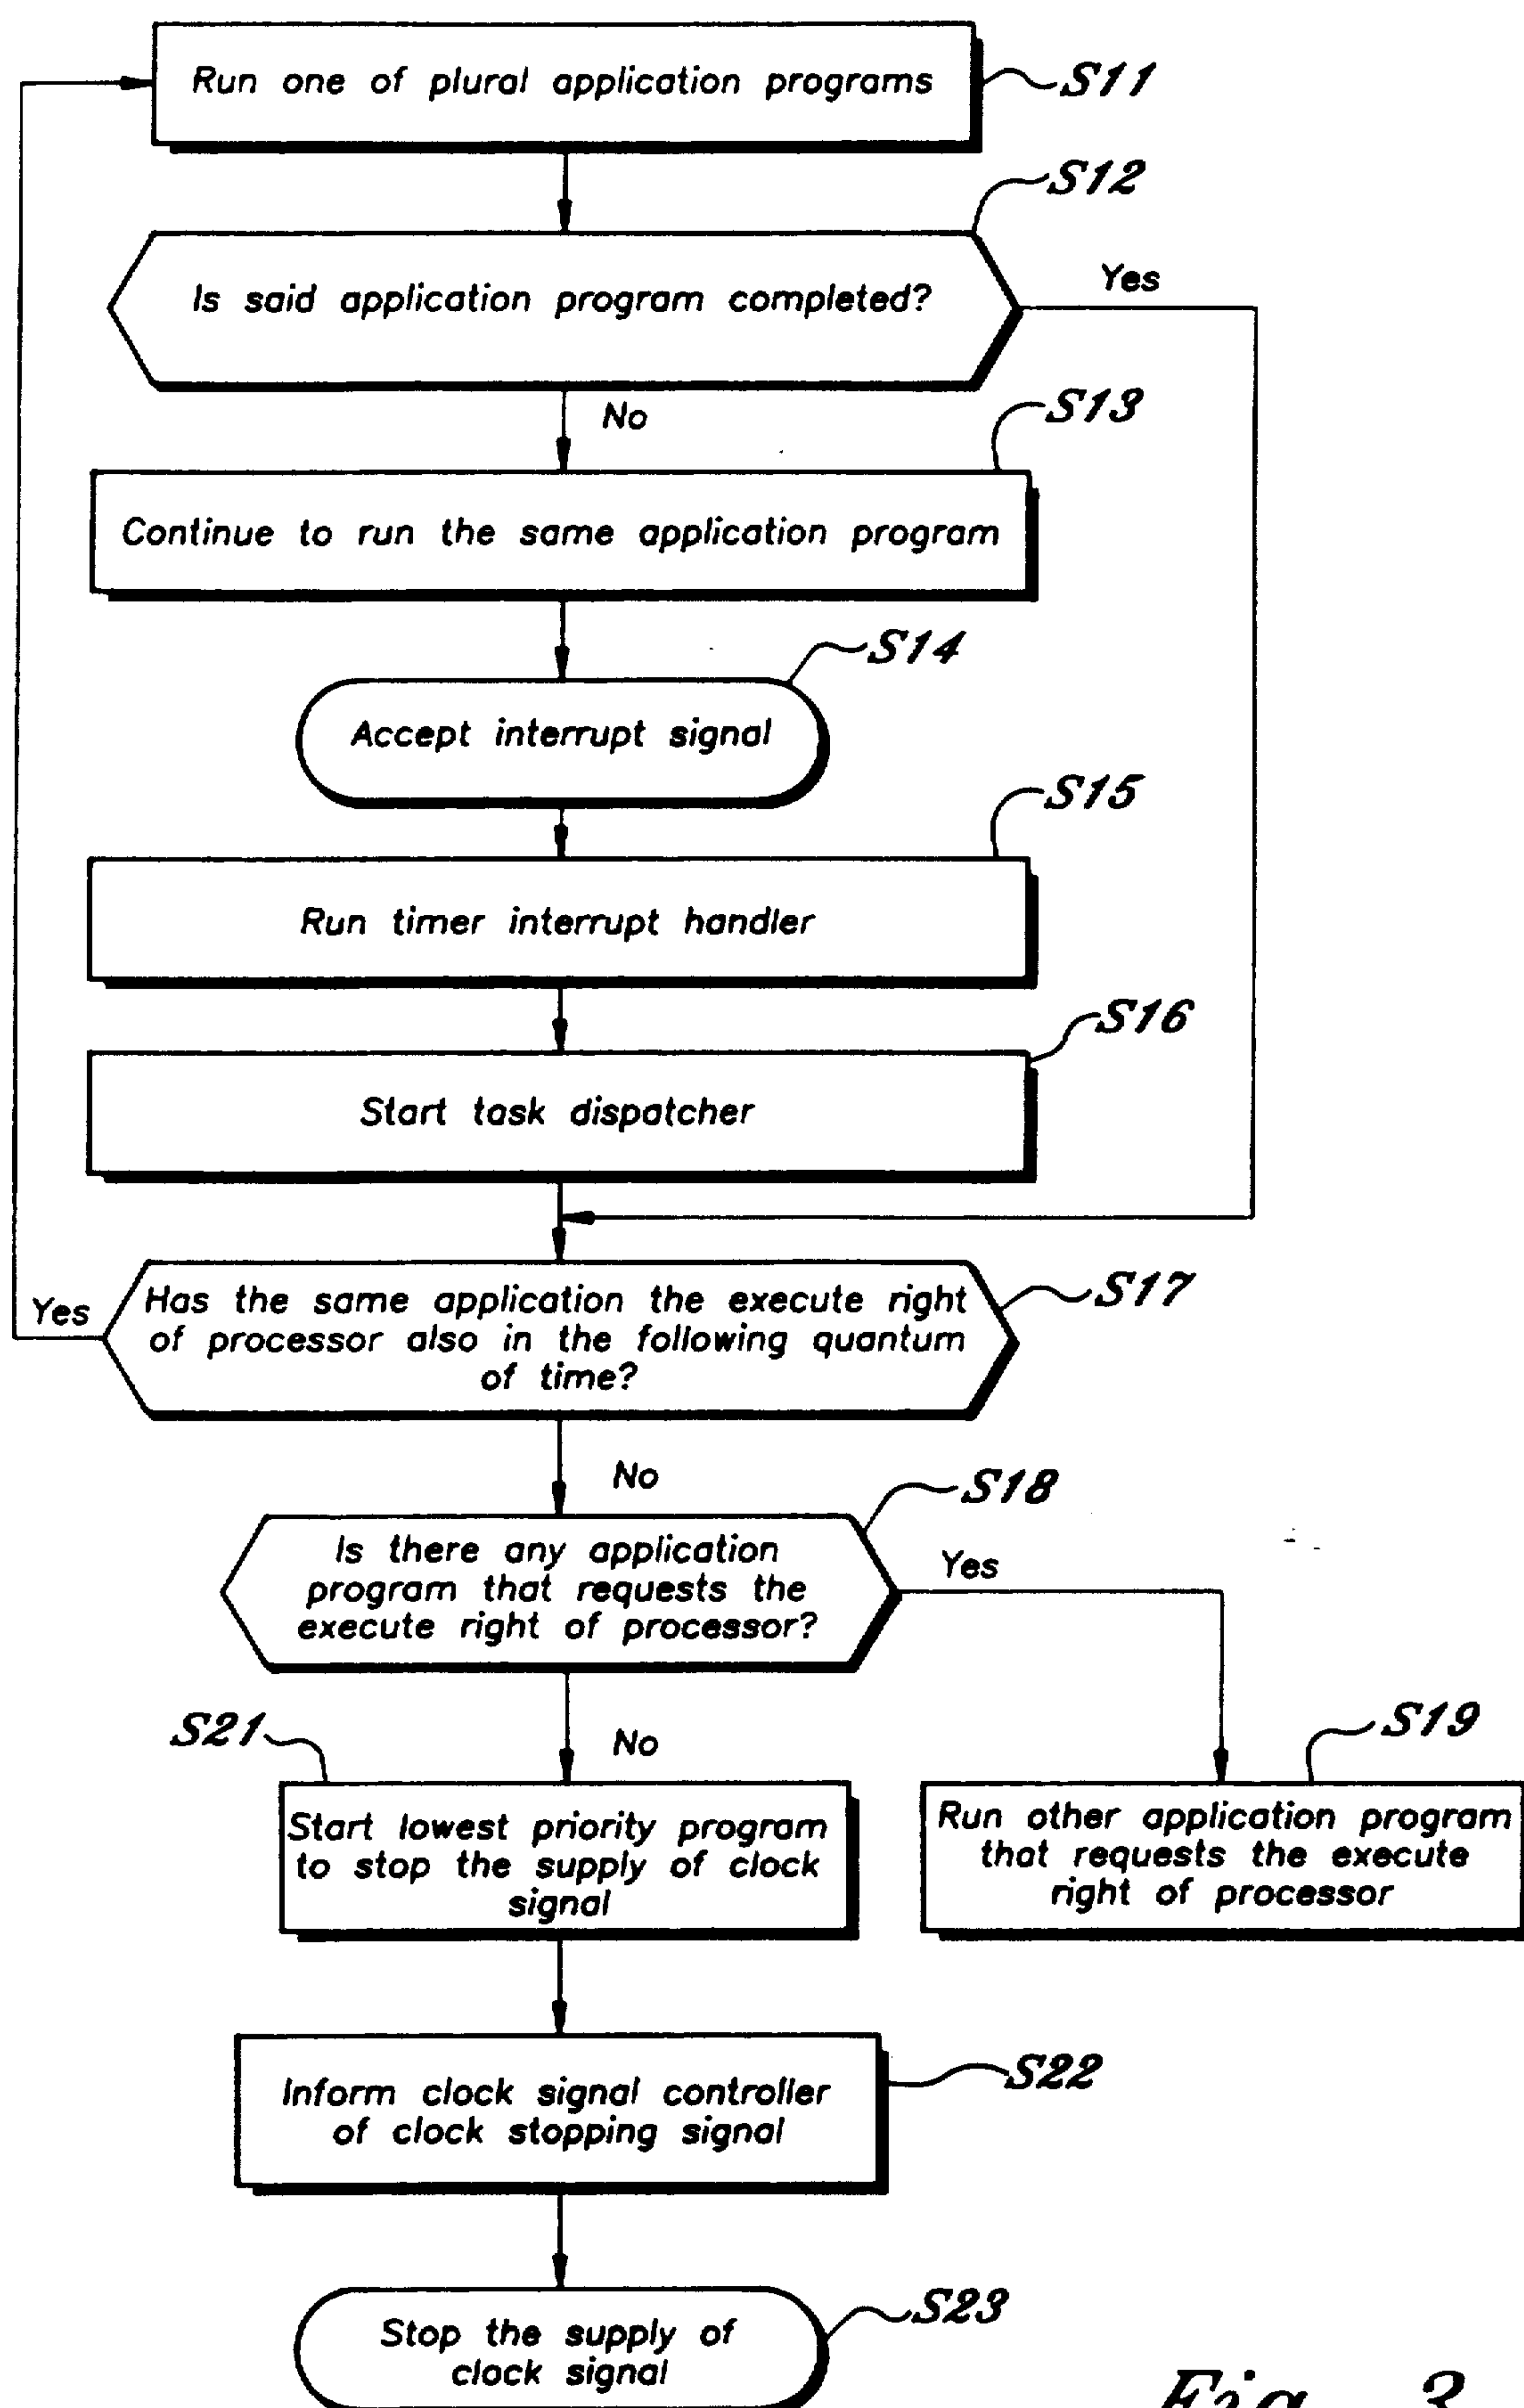 Run one of plural application programs
S11
S12
Is said application program completed?
Yes
No
S13
Continue to run the same application program
S14
Accept interrupt signal
S15
Run timer interrupt handler
S16
Start task dispatcher
S17
Yes
Has the same application the execute right
of processor also in the following quantum
of time?
No
S18
Is there any application
program that requests the
execute right of processor?
Yes
S21
No
S19
Start lowest priority program
to stop the supply of clock
signal
Run other application program
that requests the execute
right of processor
S22
Inform clock signal controller
of clock stopping signal
S23
Stop the supply of
clock signal
Fig. 3